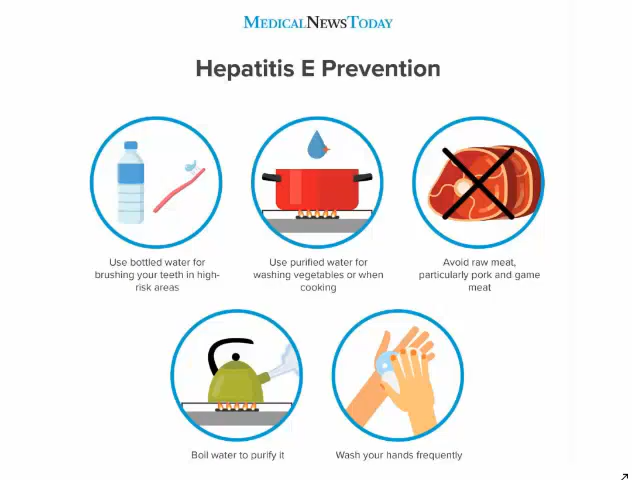 MEDICALNEWSTODAY
Hepatitis E Prevention
Use bottled water for
brushing your teeth in high-
risk areas
Use purified water for
washing vegetables or when
cooking
Avoid raw meat,
particularly pork and game
meat
Boil water to purify it
Wash your hands frequently